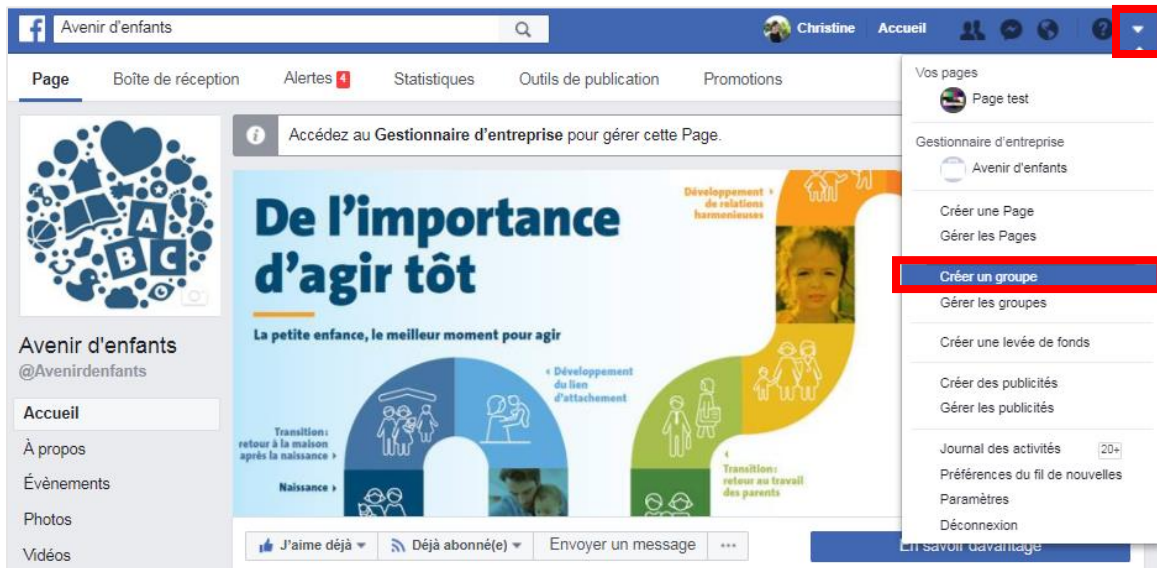 f Avenir d'enfants
Christine Accueil
Page Boîte de réception Alertes 4 Statistiques Outils de publication Promotions
Accédez au Gestionnaire d'entreprise pour gérer cette Page.
A
B C
Avenir d'enfants
@Avenirdenfants
Accueil
À propos
Évènements
Photos
Vidéos
De l'importance
d'agir tôt
La petite enfance, le meilleur moment pour agir
Développement
de relations
harmonieuses
Développement
du lien
d'attachement
Transition:
retour à la maison
après la naissance
Naissance
Transition:
retour au travail
des parents
J'aime déjà Déjà abonné(e) Envoyer un message ... En savoir davantage
Vos pages
Page test
Gestionnaire d'entreprise
Avenir d'enfants
Créer une Page
Gérer les Pages
Créer un groupe
Gérer les groupes
Créer une levée de fonds
Créer des publicités
Gérer les publicités
Journal des activités 20+
Préférences du fil de nouvelles
Paramètres
Déconnexion